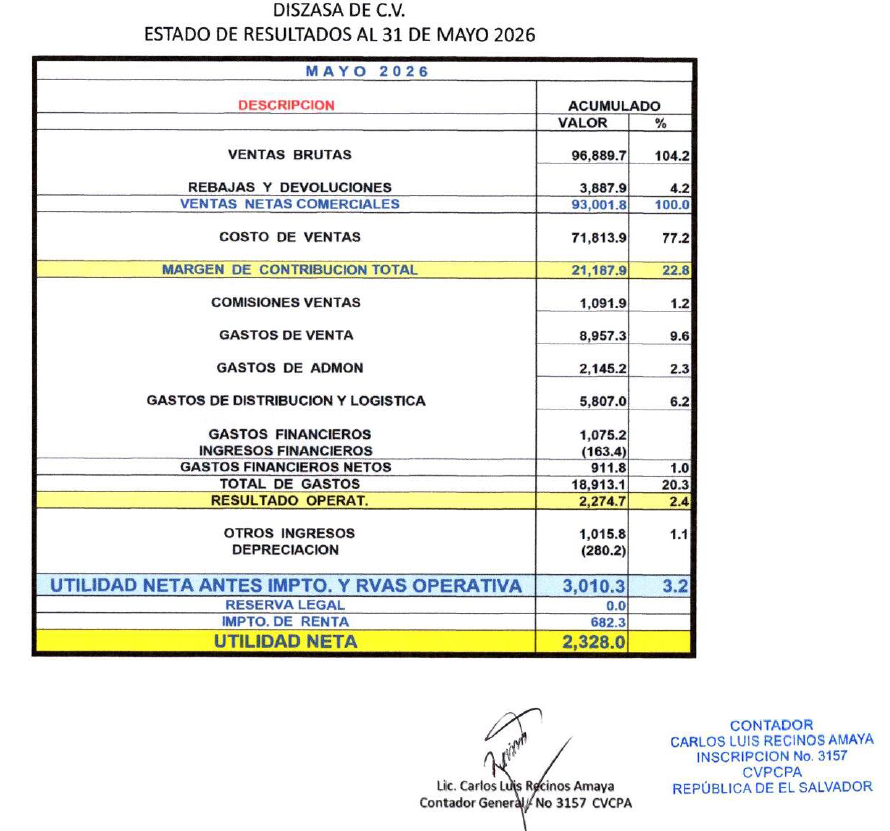 DISZASA DE C.V.
ESTADO DE RESULTADOS AL 31 DE MAYO 2026
MAYO 2026
DESCRIPCION ACUMULADO
VALOR %
VENTAS BRUTAS 96,889.7 104.2
REBAJAS Y DEVOLUCIONES 3,887.9 4.2
VENTAS NETAS COMERCIALES 93,001.8 100.0
COSTO DE VENTAS 71,813.9 77.2
MARGEN DE CONTRIBUCION TOTAL 21,187.9 22.8
COMISIONES VENTAS 1,091.9 1.2
GASTOS DE VENTA 8,957.3 9.6
GASTOS DE ADMON 2,145.2 2.3
GASTOS DE DISTRIBUCION Y LOGISTICA 5,807.0 6.2
GASTOS FINANCIEROS 1,075.2
INGRESOS FINANCIEROS (163.4)
GASTOS FINANCIEROS NETOS 911.8 1.0
TOTAL DE GASTOS 18,913.1 20.3
RESULTADO OPERAT. 2,274.7 2.4
OTROS INGRESOS 1,015.8 1.1
DEPRECIACION (280.2)
UTILIDAD NETA ANTES IMPTO. Y RVAS OPERATIVA 3,010.3 3.2
RESERVA LEGAL 0.0
IMPTO. DE RENTA 682.3
UTILIDAD NETA 2,328.0
Lic. Carlos Luis Recinos Amaya
Contador General - No 3157 CVCPA
CONTADOR
CARLOS LUIS RECINOS AMAYA
INSCRIPCION No. 3157
CVPCPA
REPÚBLICA DE EL SALVADOR